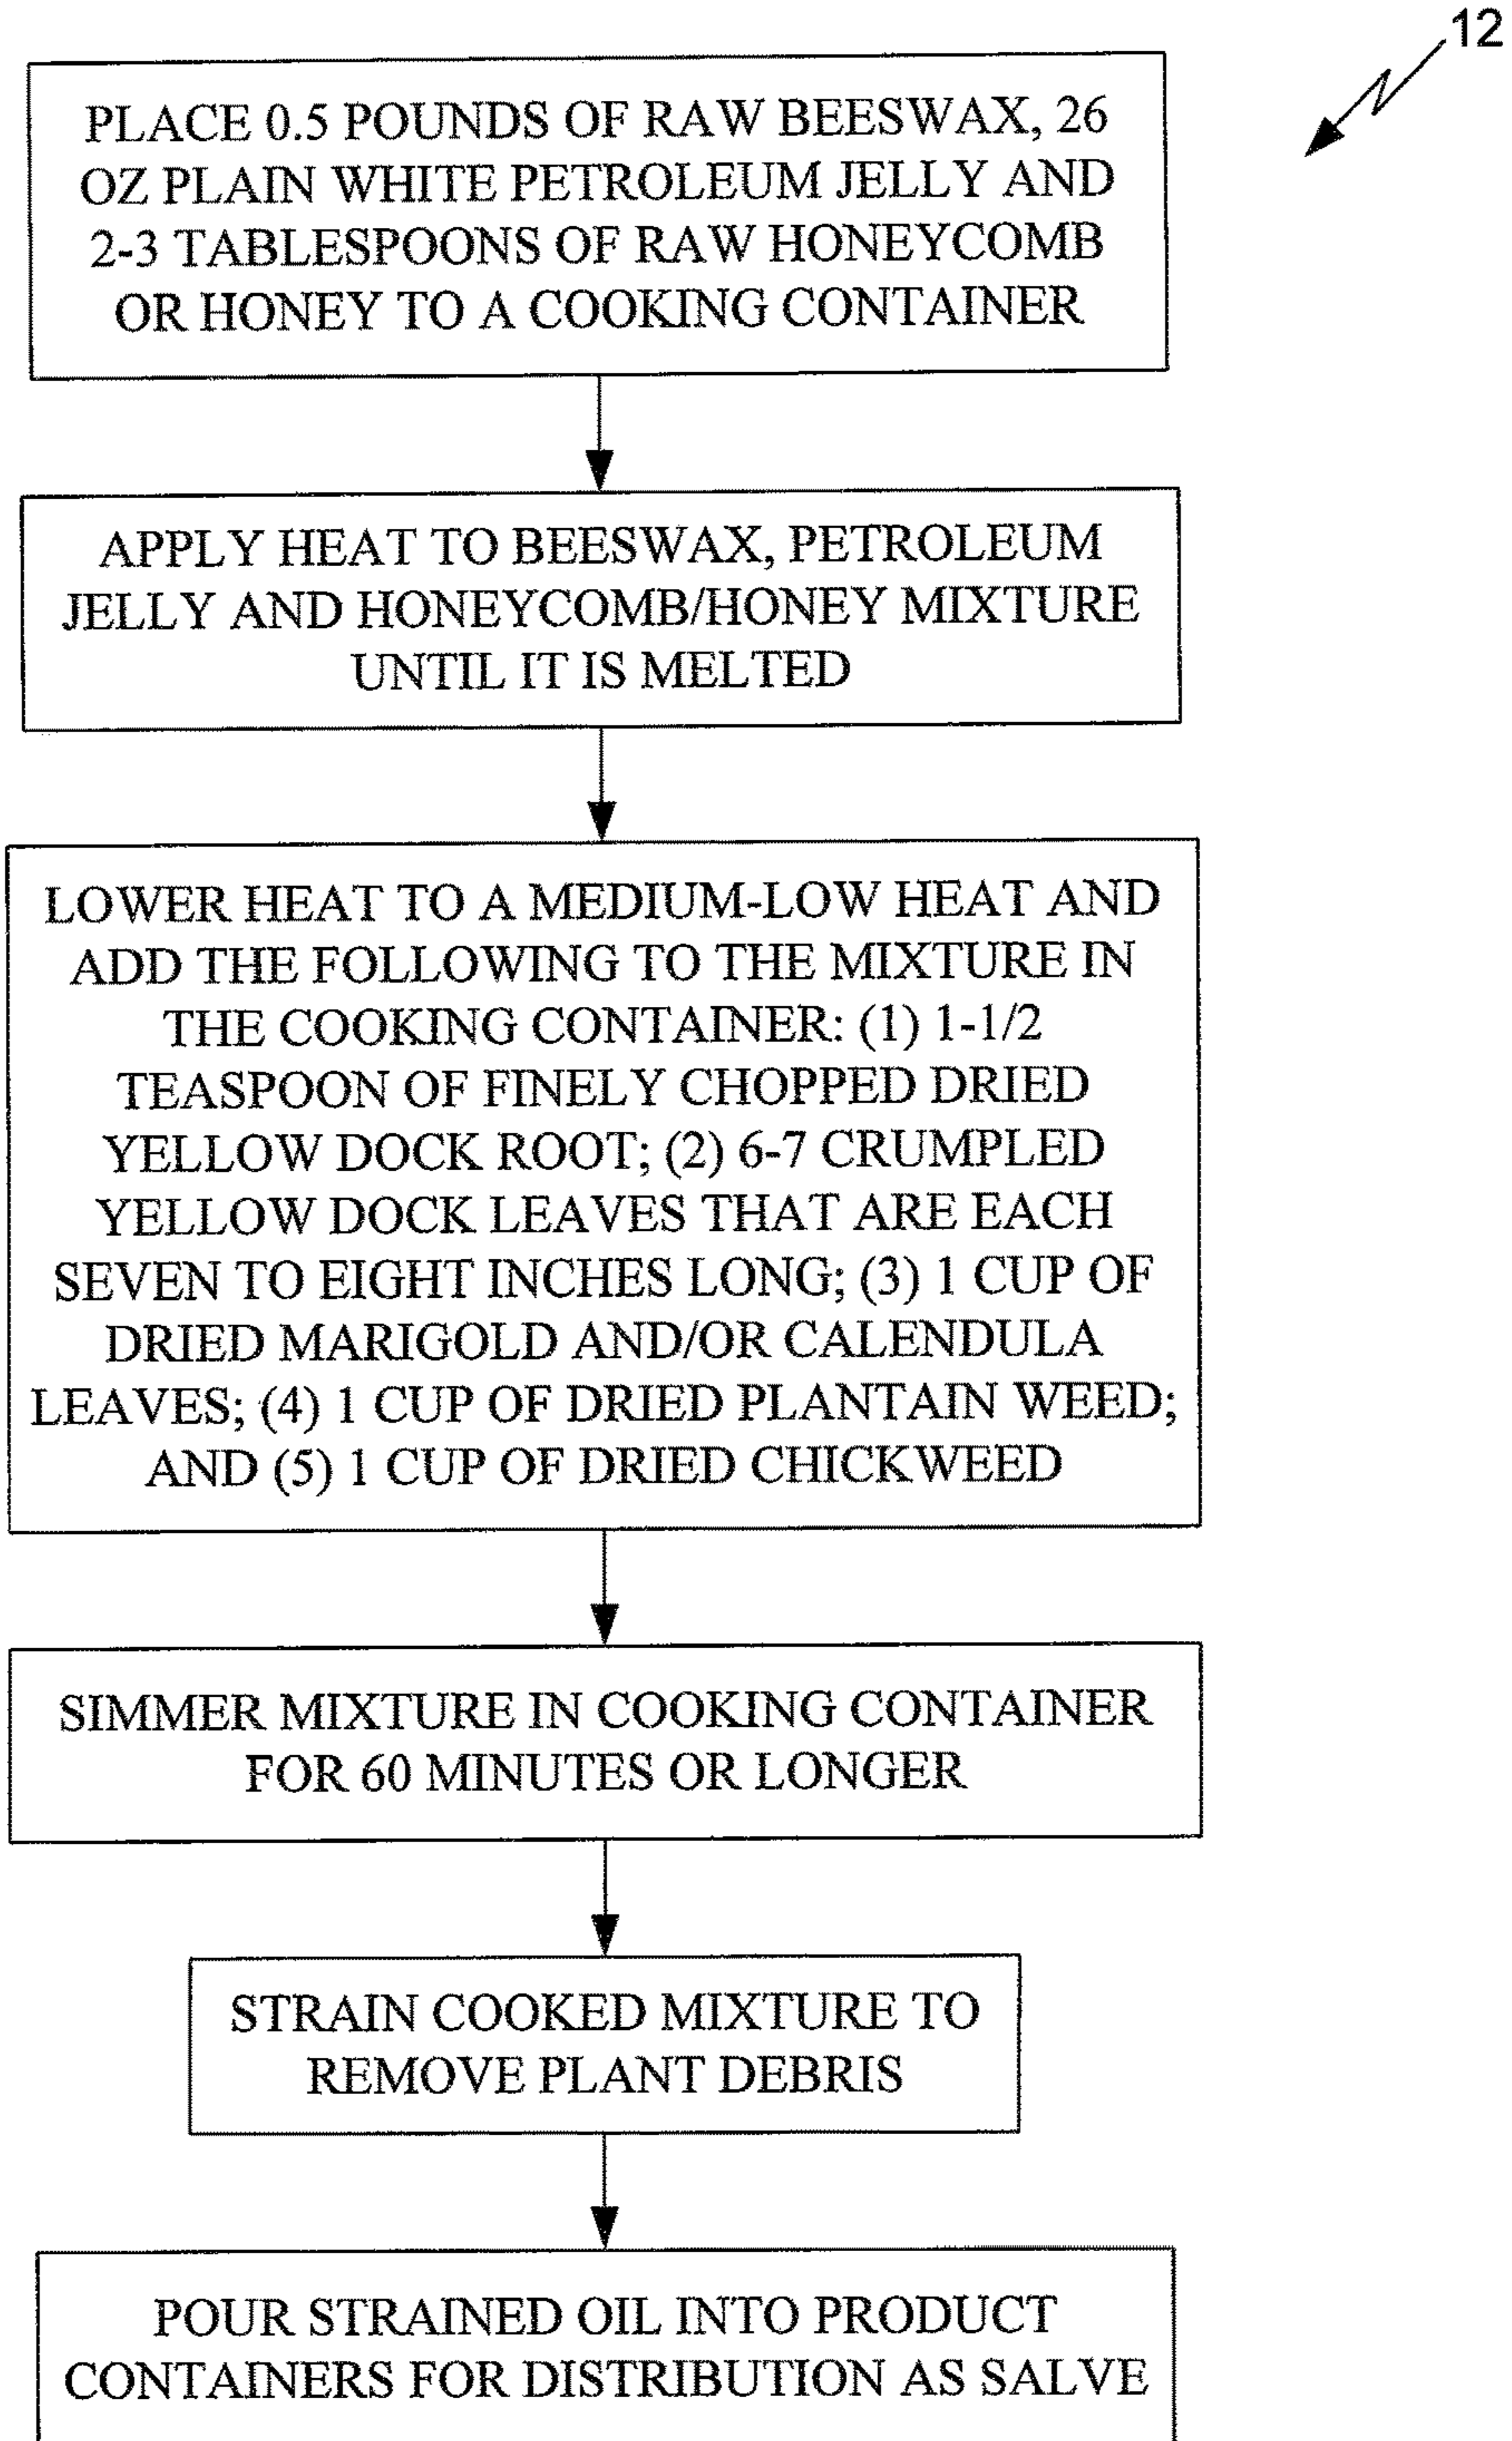 12
PLACE 0.5 POUNDS OF RAW BEESWAX, 26
OZ PLAIN WHITE PETROLEUM JELLY AND
2-3 TABLESPOONS OF RAW HONEYCOMB
OR HONEY TO A COOKING CONTAINER
APPLY HEAT TO BEESWAX, PETROLEUM
JELLY AND HONEYCOMB/HONEY MIXTURE
UNTIL IT IS MELTED
LOWER HEAT TO A MEDIUM-LOW HEAT AND
ADD THE FOLLOWING TO THE MIXTURE IN
THE COOKING CONTAINER: (1) 1-1/2
TEASPOON OF FINELY CHOPPED DRIED
YELLOW DOCK ROOT; (2) 6-7 CRUMPLED
YELLOW DOCK LEAVES THAT ARE EACH
SEVEN TO EIGHT INCHES LONG; (3) 1 CUP OF
DRIED MARIGOLD AND/OR CALENDULA
LEAVES; (4) 1 CUP OF DRIED PLANTAIN WEED;
AND (5) 1 CUP OF DRIED CHICKWEED
SIMMER MIXTURE IN COOKING CONTAINER
FOR 60 MINUTES OR LONGER
STRAIN COOKED MIXTURE TO
REMOVE PLANT DEBRIS
POUR STRAINED OIL INTO PRODUCT
CONTAINERS FOR DISTRIBUTION AS SALVE